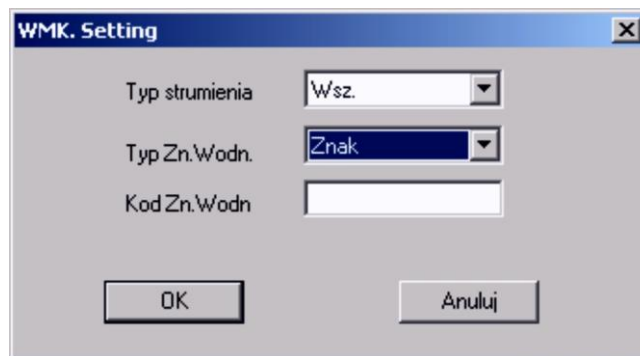 WMK. Setting
Typ strumienia Wsz.
Typ Zn.Wodn. Znak
Kod Zn.Wodn
OK Anuluj